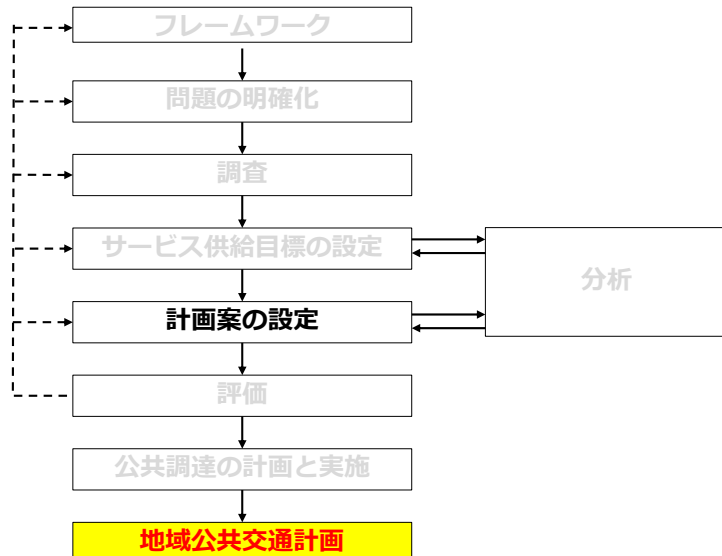 フレームワーク
問題の明確化
調査
サービス供給目標の設定
分析
計画案の設定
評価
公共調達の計画と実施
地域公共交通計画